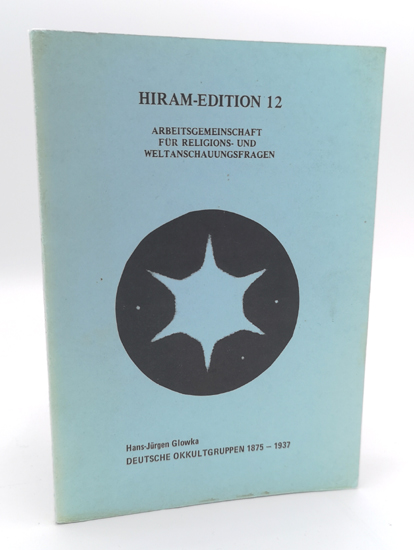 HIRAM-EDITION 12
ARBEITSGEMEINSCHAFT
FÜR RELIGIONS- UND
WELTANSCHAUUNGSFRAGEN
Hans-Jürgen Glowka
DEUTSCHE OKKULTGRUPPEN 1875 – 1937